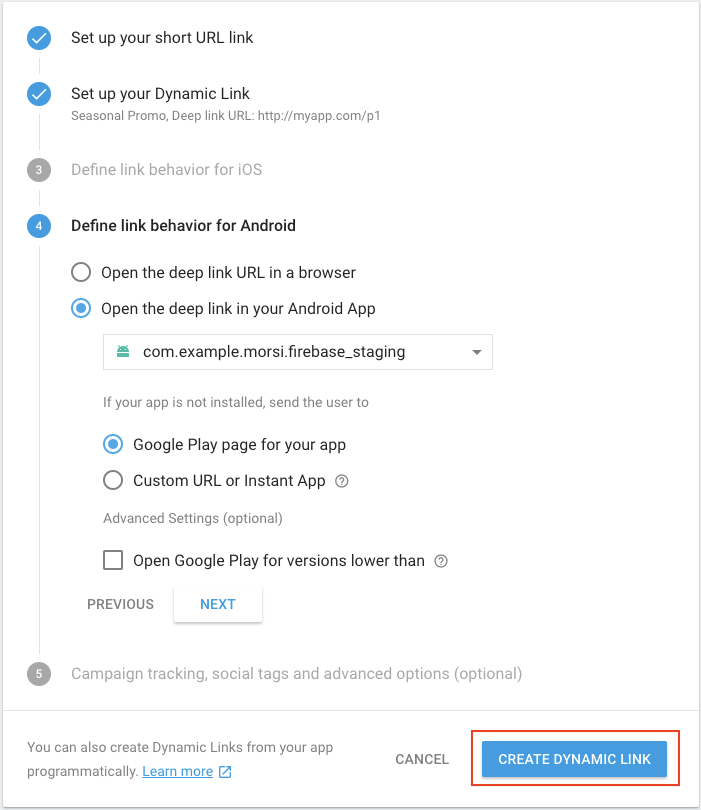 Set up your short URL link
Set up your Dynamic Link
Seasonal Promo, Deep link URL: http://myapp.com/p1
3 Define link behavior for iOS
4 Define link behavior for Android
Open the deep link URL in a browser
Open the deep link in your Android App
com.example.morsi.firebase_staging
If your app is not installed, send the user to
Google Play page for your app
Custom URL or Instant App ?
Advanced Settings (optional)
Open Google Play for versions lower than ?
PREVIOUS NEXT
5 Campaign tracking, social tags and advanced options (optional)
You can also create Dynamic Links from your app
programmatically. Learn more
CANCEL CREATE DYNAMIC LINK